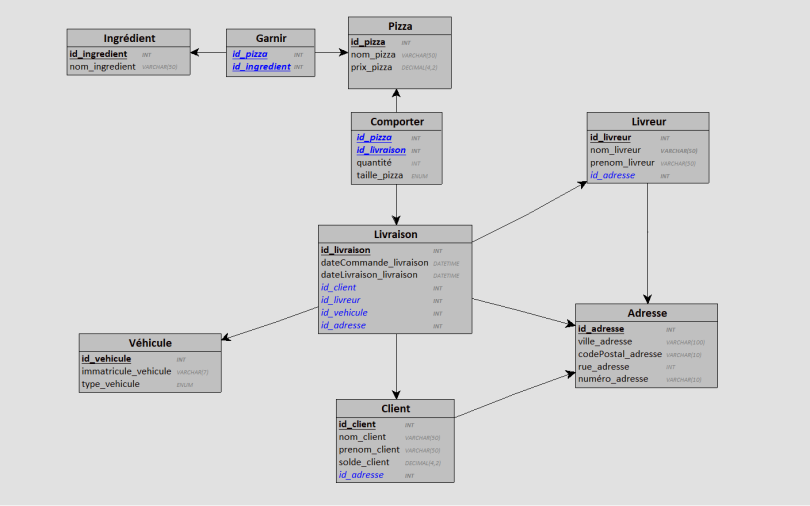 Ingrédient
id_ingredient INT
nom_ingredient VARCHAR(50)
Garnir
id_pizza INT
id_ingredient INT
Pizza
id_pizza INT
nom_pizza VARCHAR(50)
prix_pizza DECIMAL(4,2)
Comporter
id_pizza INT
id_livraison INT
quantité INT
taille_pizza ENUM
Livreur
id_livreur INT
nom_livreur VARCHAR(50)
prenom_livreur VARCHAR(50)
id_adresse INT
Livraison
id_livraison INT
dateCommande_livraison DATETIME
dateLivraison_livraison DATETIME
id_client INT
id_livreur INT
id_vehicule INT
id_adresse INT
Véhicule
id_vehicule INT
immatricule_vehicule VARCHAR(7)
type_vehicule ENUM
Adresse
id_adresse INT
ville_adresse VARCHAR(100)
codePostal_adresse VARCHAR(10)
rue_adresse INT
numéro_adresse VARCHAR(10)
Client
id_client INT
nom_client VARCHAR(50)
prenom_client VARCHAR(50)
solde_client DECIMAL(4,2)
id_adresse INT